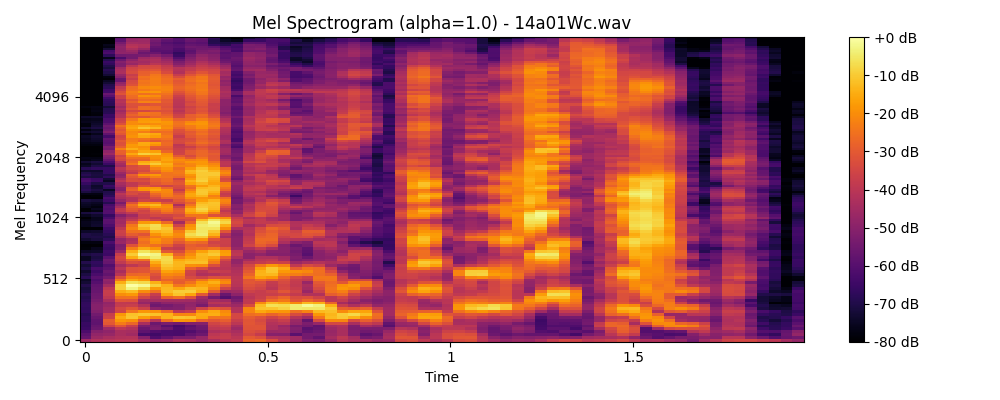 Mel Spectrogram (alpha=1.0) - 14a01Wc.wav
Mel Frequency
4096
2048
1024
512
0
0
0.5
1
1.5
Time
+0 dB
-10 dB
-20 dB
-30 dB
-40 dB
-50 dB
-60 dB
-70 dB
-80 dB